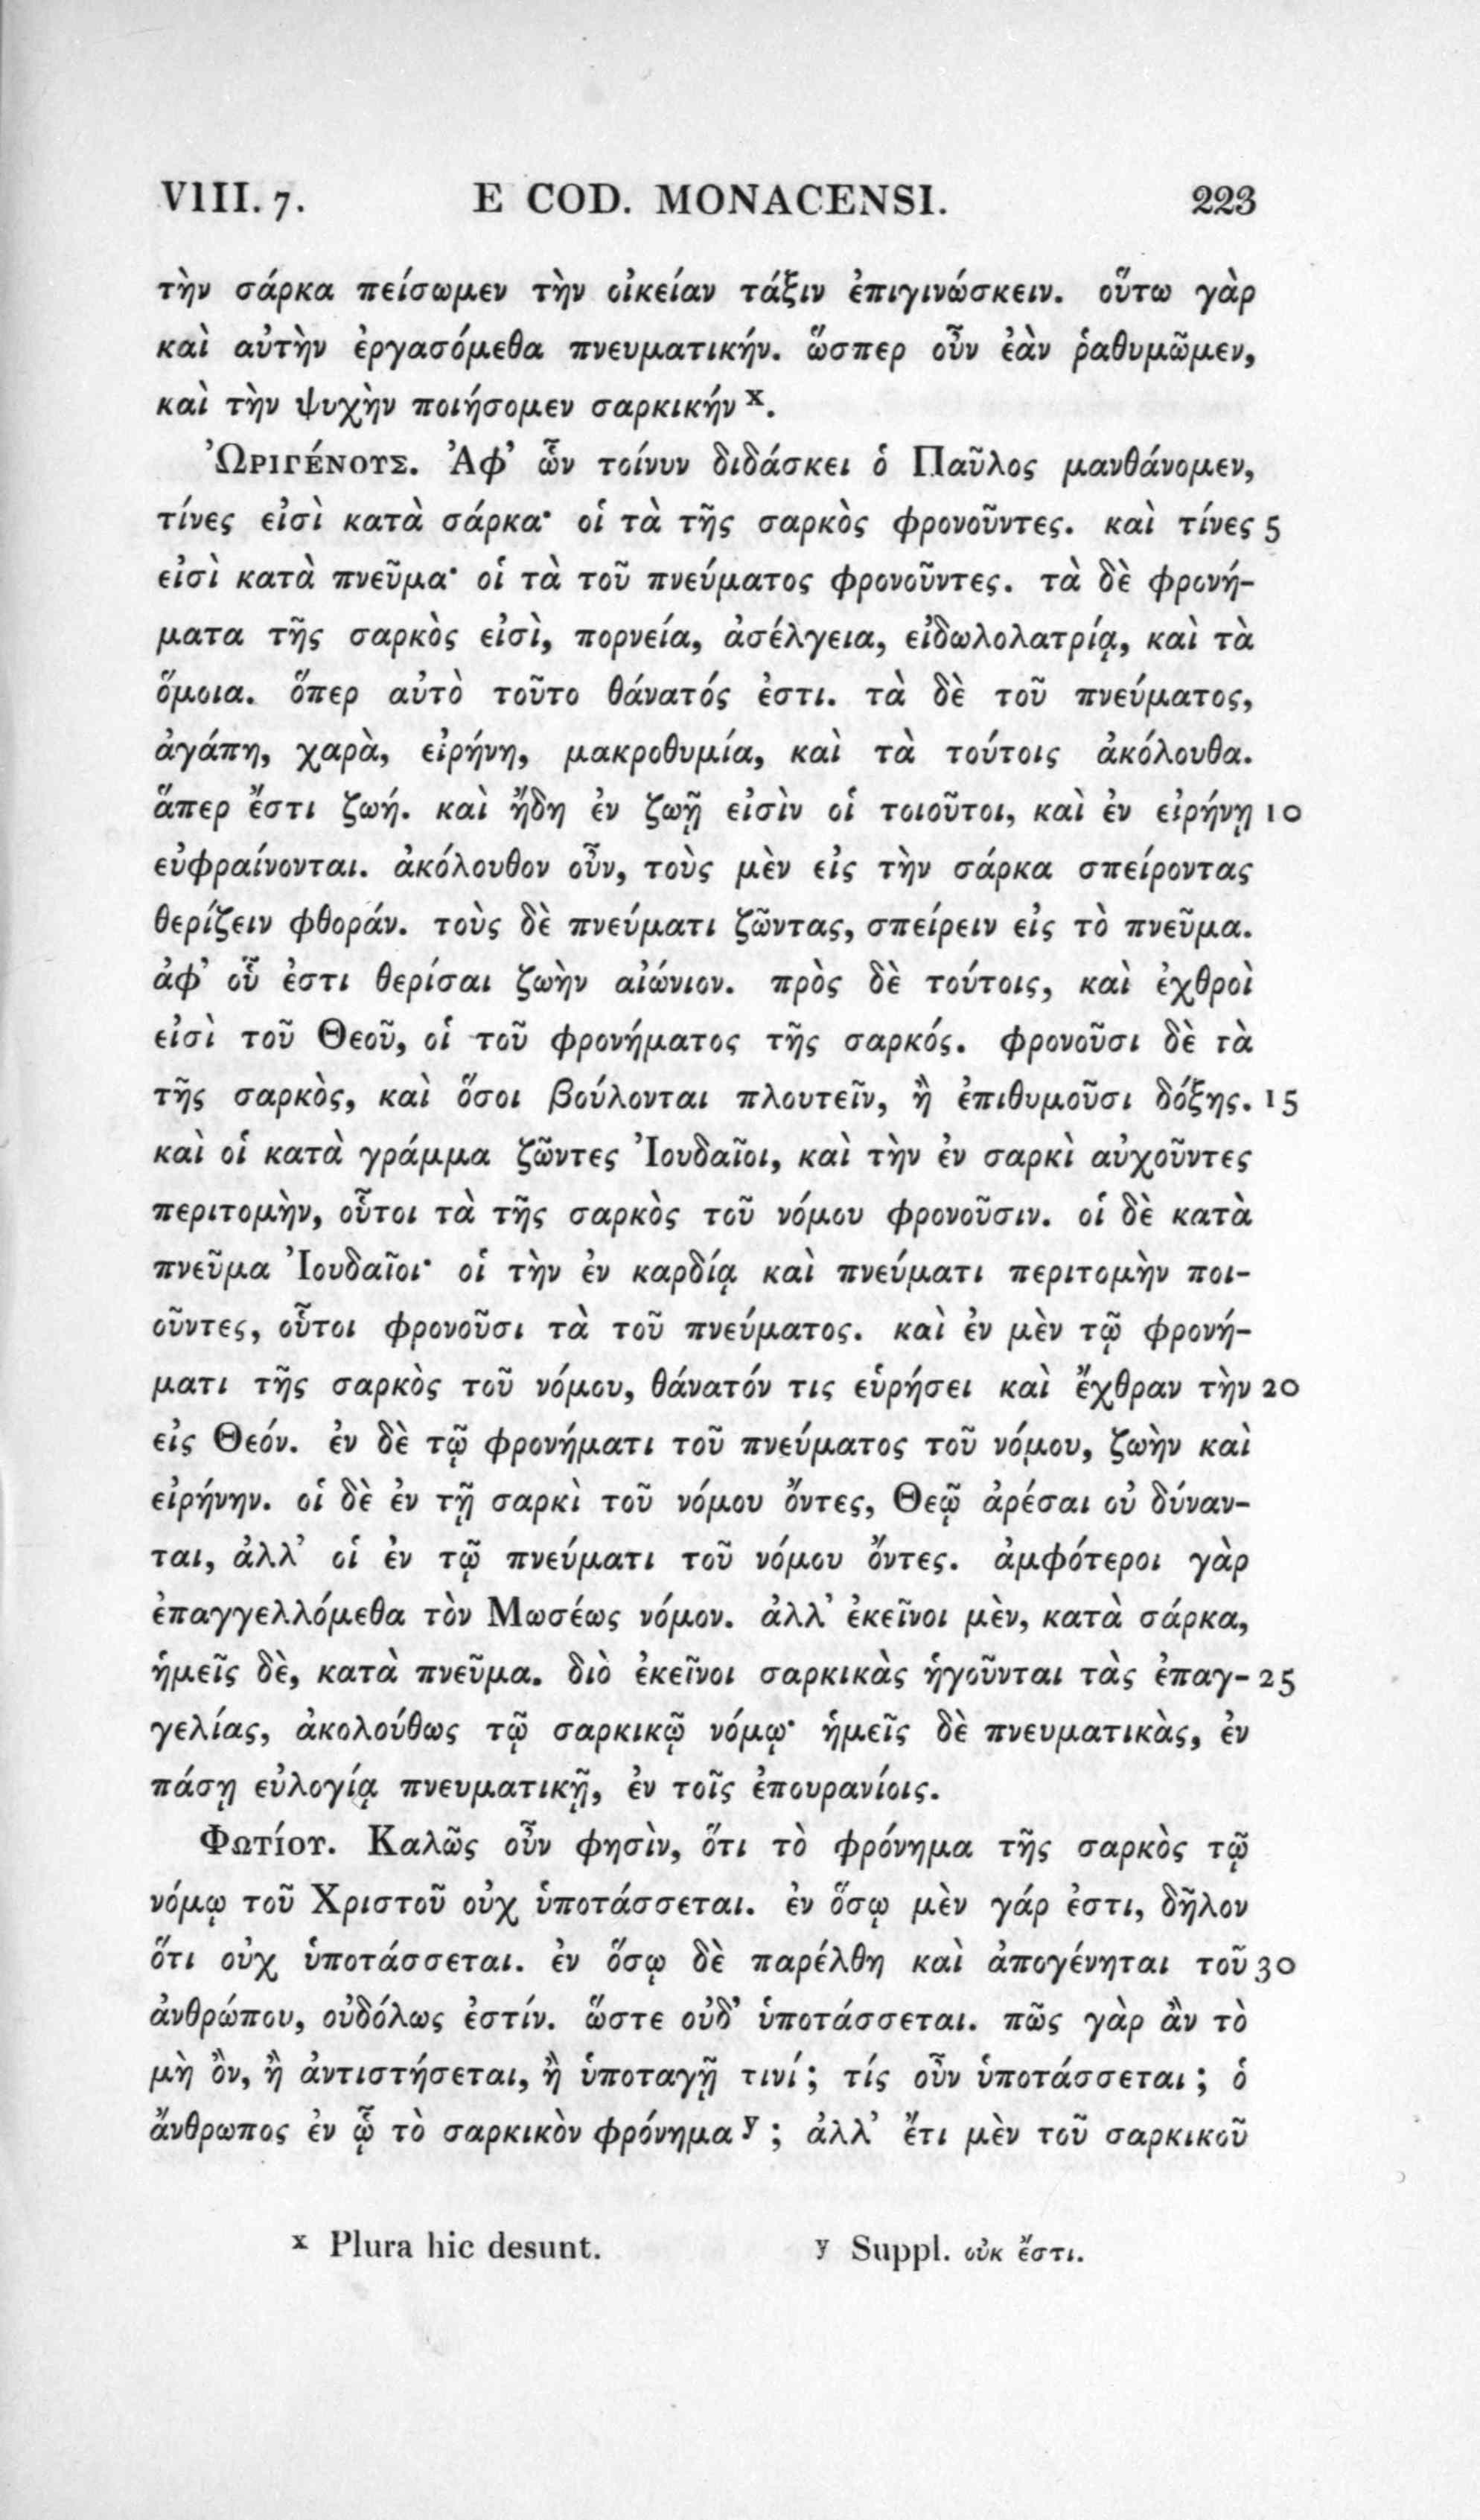 VIII. 7. E COD. MONACENSI. 223
τὴν σάρκα πείσωμεν τὴν οἰκείαν τάξιν ἐπιγινώσκειν. οὕτω γὰρ
καὶ αὐτὴν ἐργασόμεθα πνευματικήν. ὥσπερ οὖν ἐὰν ῥαθυμῶμεν,
καὶ τὴν ψυχὴν ποιήσομεν σαρκικήν x.
ὨΡΙΓΈΝΟΥΣ. Ἀφ’ ὧν τοίνυν διδάσκει ὁ Παῦλος μανθάνομεν,
τίνες εἰσὶ κατὰ σάρκα· οἱ τὰ τῆς σαρκὸς φρονοῦντες. καὶ τίνες 5
εἰσὶ κατὰ πνεῦμα· οἱ τὰ τοῦ πνεύματος φρονοῦντες. τὰ δὲ φρονή-
ματα τῆς σαρκὸς εἰσὶ, πορνεία, ἀσέλγεια, εἰδωλολατρίᾳ, καὶ τὰ
ὅμοια. ὅπερ αὐτὸ τοῦτο θάνατός ἐστι. τὰ δὲ τοῦ πνεύματος,
ἀγάπη, χαρὰ, εἰρήνη, μακροθυμία, καὶ τὰ τούτοις ἀκόλουθα.
ἅπερ ἔστι ζωή. καὶ ἤδη ἐν ζωῇ εἰσὶν οἱ τοιοῦτοι, καὶ ἐν εἰρήνῃ 10
εὐφραίνονται. ἀκόλουθον οὖν, τοὺς μὲν εἰς τὴν σάρκα σπείροντας
θερίζειν φθοράν. τοὺς δὲ πνεύματι ζῶντας, σπείρειν εἰς τὸ πνεῦμα.
ἀφ’ οὗ ἐστι θερίσαι ζωὴν αἰώνιον. πρὸς δὲ τούτοις, καὶ ἐχθροὶ
εἰσὶ τοῦ Θεοῦ, οἱ τοῦ φρονήματος τῆς σαρκός. φρονοῦσι δὲ τὰ
τῆς σαρκὸς, καὶ ὅσοι βούλονται πλουτεῖν, ἢ ἐπιθυμοῦσι δόξης. 15
καὶ οἱ κατὰ γράμμα ζῶντες Ἰουδαῖοι, καὶ τὴν ἐν σαρκὶ αὐχοῦντες
περιτομὴν, οὗτοι τὰ τῆς σαρκὸς τοῦ νόμου φρονοῦσιν. οἱ δὲ κατὰ
πνεῦμα Ἰουδαῖοι· οἱ τὴν ἐν καρδίᾳ καὶ πνεύματι περιτομὴν ποι-
οῦντες, οὗτοι φρονοῦσι τὰ τοῦ πνεύματος. καὶ ἐν μὲν τῷ φρονή-
ματι τῆς σαρκὸς τοῦ νόμου, θάνατόν τις εὑρήσει καὶ ἔχθραν τὴν 20
εἰς Θεόν. ἐν δὲ τῷ φρονήματι τοῦ πνεύματος τοῦ νόμου, ζωὴν καὶ
εἰρήνην. οἱ δὲ ἐν τῇ σαρκὶ τοῦ νόμου ὄντες, Θεῷ ἀρέσαι οὐ δύναν-
ται, ἀλλ’ οἱ ἐν τῷ πνεύματι τοῦ νόμου ὄντες. ἀμφότεροι γὰρ
ἐπαγγελλόμεθα τὸν Μωσέως νόμον. ἀλλ’ ἐκεῖνοι μὲν, κατὰ σάρκα,
ἡμεῖς δὲ, κατὰ πνεῦμα. διὸ ἐκεῖνοι σαρκικὰς ἡγοῦνται τὰς ἐπαγ- 25
γελίας, ἀκολούθως τῷ σαρκικῷ νόμῳ· ἡμεῖς δὲ πνευματικὰς, ἐν
πάσῃ εὐλογίᾳ πνευματικῇ, ἐν τοῖς ἐπουρανίοις.
ΦΩΤΊΟΥ. Καλῶς οὖν φησὶν, ὅτι τὸ φρόνημα τῆς σαρκὸς τῷ
νόμῳ τοῦ Χριστοῦ οὐχ ὑποτάσσεται. ἐν ὅσῳ μὲν γάρ ἐστι, δῆλον
ὅτι οὐχ ὑποτάσσεται. ἐν ὅσῳ δὲ παρέλθη καὶ ἀπογένηται τοῦ 30
ἀνθρώπου, οὐδόλως ἐστίν. ὥστε οὐδ’ ὑποτάσσεται. πῶς γὰρ ἂν τὸ
μὴ ὂν, ἢ ἀντιστήσεται, ἢ ὑποταγῇ τινί; τίς οὖν ὑποτάσσεται; ὁ
ἄνθρωπος ἐν ᾧ τὸ σαρκικὸν φρόνημα y; ἀλλ’ ἔτι μὲν τοῦ σαρκικοῦ
x Plura hic desunt. y Suppl. οὐκ ἔστι.